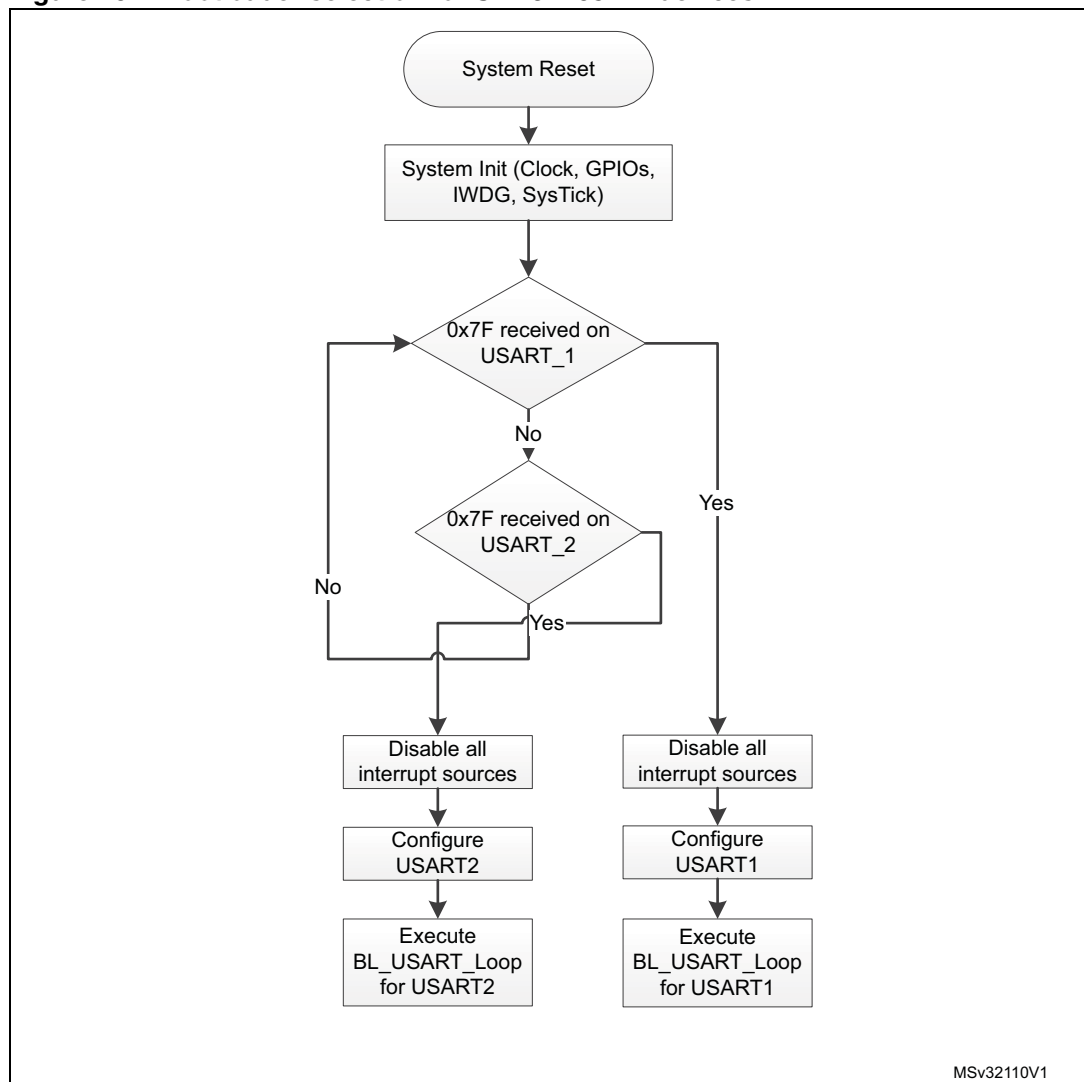 System Reset
System Init (Clock, GPIOs,
IWDG, SysTick)
0x7F received on
USART_1
No
Yes
0x7F received on
USART_2
No
Yes
Disable all
interrupt sources
Disable all
interrupt sources
Configure
USART2
Configure
USART1
Execute
BL_USART_Loop
for USART2
Execute
BL_USART_Loop
for USART1
MSv32110V1